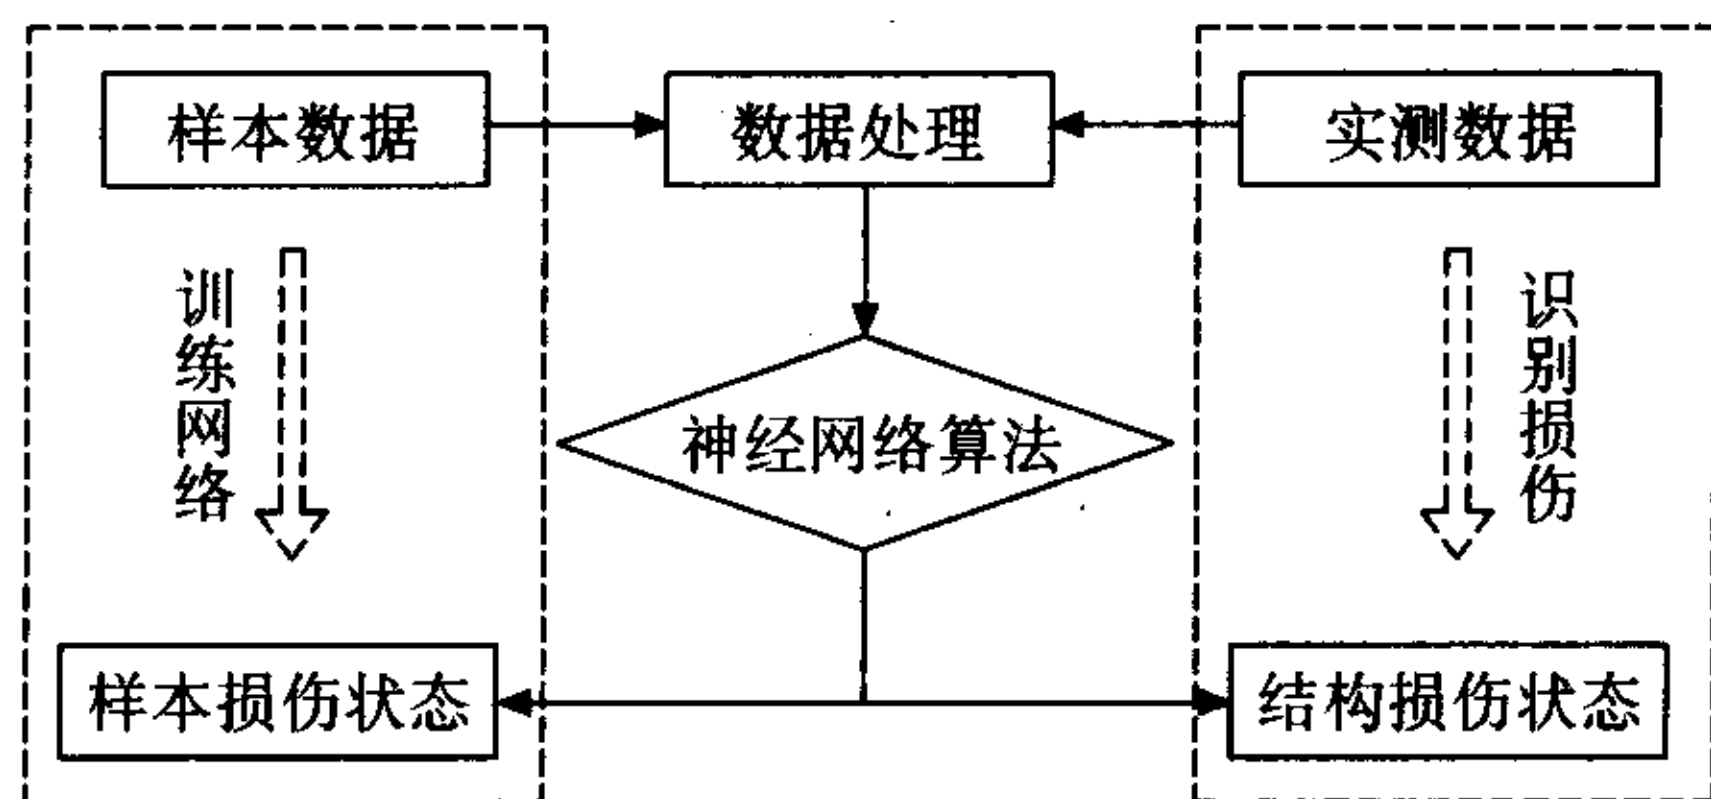 样本数据
数据处理
实测数据
训练网络
神经网络算法
识别损伤
样本损伤状态
结构损伤状态